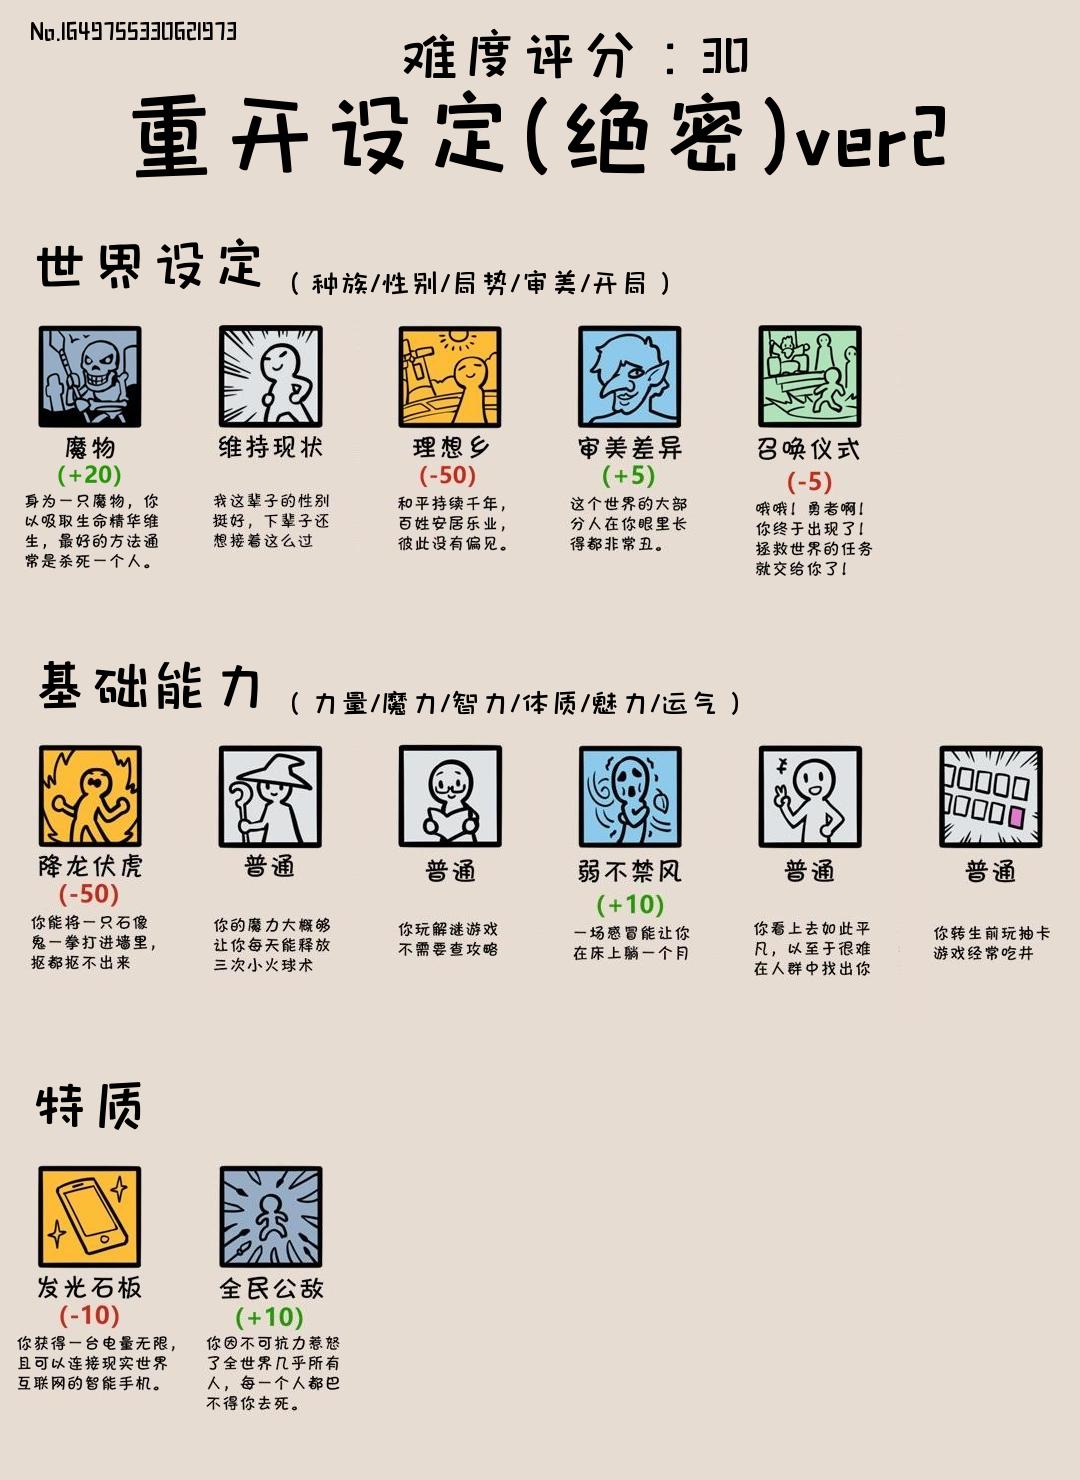 No.1649755330621973
难度评分：30
重开设定(绝密)ver2
世界设定（种族/性别/局势/审美/开局）
魔物
(+20)
身为一只魔物，你
以吸取生命精华维
生，最好的方法通
常是杀死一个人。
维持现状
我这辈子的性别
挺好，下辈子还
想接着这么过
理想乡
(-50)
和平持续千年，
百姓安居乐业，
彼此没有偏见。
审美差异
(+5)
这个世界的大部
分人在你眼里长
得都非常丑。
召唤仪式
(-5)
哦哦！勇者啊！
你终于出现了！
拯救世界的任务
就交给你了！
基础能力（力量/魔力/智力/体质/魅力/运气）
降龙伏虎
(-50)
你能将一只石像
鬼一拳打进墙里，
抠都抠不出来
普通
你的魔力大概够
让你每天能释放
三次小火球术
普通
你玩解谜游戏
不需要查攻略
弱不禁风
(+10)
一场感冒能让你
在床上躺一个月
普通
你看上去如此平
凡，以至于很难
在人群中找出你
普通
你转生前玩抽卡
游戏经常吃井
特质
发光石板
(-10)
你获得一台电量无限，
且可以连接现实世界
互联网的智能手机。
全民公敌
(+10)
你因不可抗力惹怒
了全世界几乎所有
人，每一个人都巴
不得你去死。